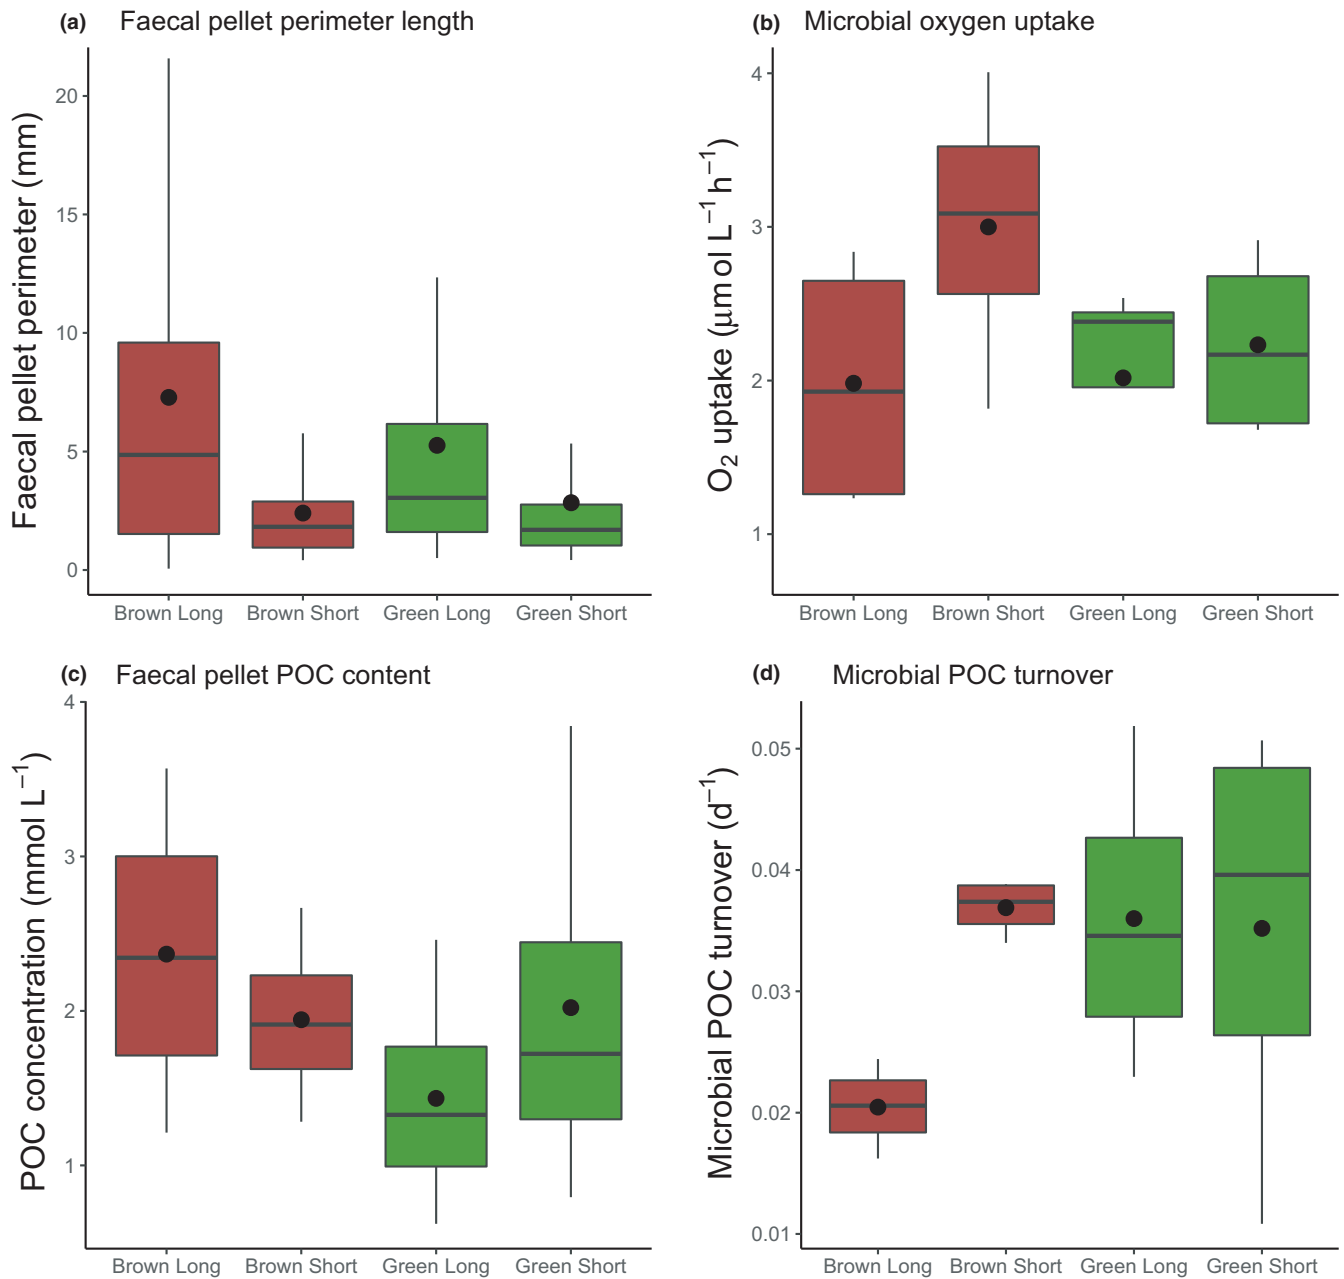 (a) Faecal pellet perimeter length
Faecal pellet perimeter (mm)
20
15
10
5
0
Brown Long Brown Short Green Long Green Short
(b) Microbial oxygen uptake
O₂ uptake (μm ol L⁻¹ h⁻¹)
4
3
2
1
Brown Long Brown Short Green Long Green Short
(c) Faecal pellet POC content
POC concentration (mmol L⁻¹)
4
3
2
1
Brown Long Brown Short Green Long Green Short
(d) Microbial POC turnover
Microbial POC turnover (d⁻¹)
0.05
0.04
0.03
0.02
0.01
Brown Long Brown Short Green Long Green Short